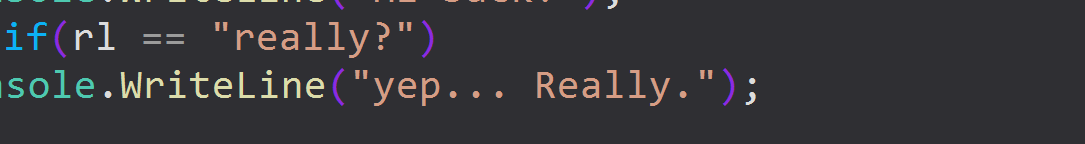 if(rl == "really?")
nsole.WriteLine("yep... Really.");